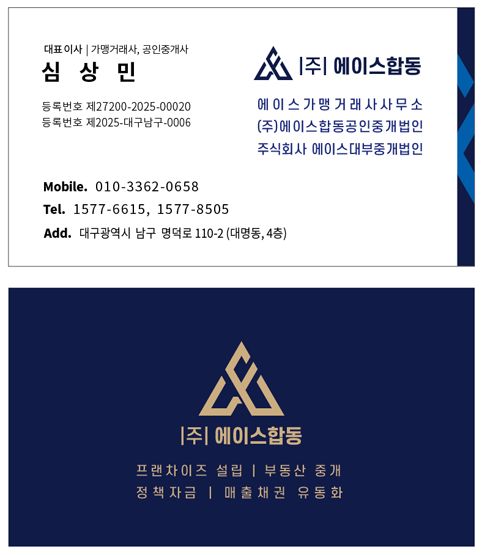 대표이사 | 가맹거래사, 공인중개사
심 상 민
등록번호 제27200-2025-00020
등록번호 제2025-대구남구-0006
|주| 에이스합동
에이스가맹거래사사무소
(주)에이스합동공인중개법인
주식회사 에이스대부중개법인
Mobile. 010-3362-0658
Tel. 1577-6615, 1577-8505
Add. 대구광역시 남구 명덕로 110-2 (대명동, 4층)
|주| 에이스합동
프랜차이즈 설립 | 부동산 중개
정책자금 | 매출채권 유동화